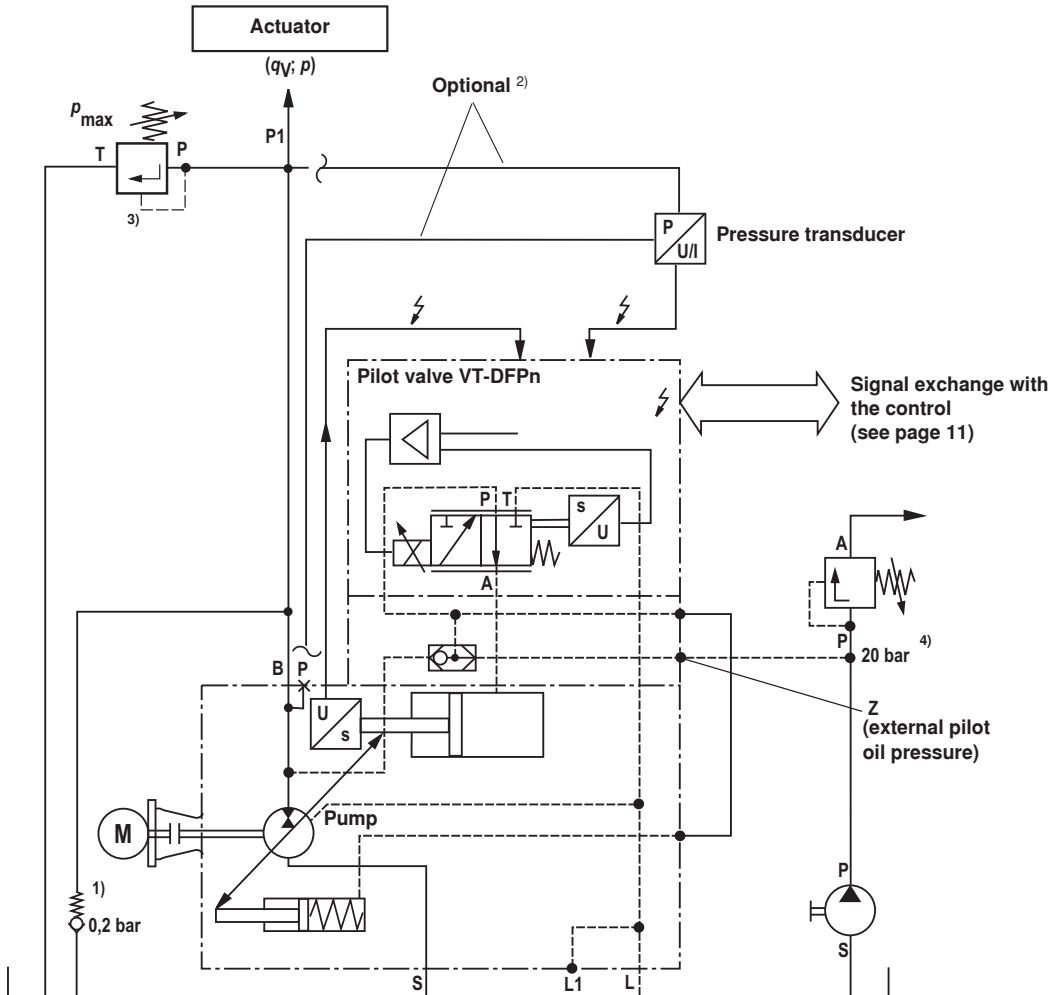 Actuator
(qV; p)
Optional 2)
pmax
P1
T
P
3)
P
U/I
Pressure transducer
Pilot valve VT-DFPn
Signal exchange with
the control
(see page 11)
P T
s
U
A
A
P
20 bar 4)
B P
Z
(external pilot
oil pressure)
U
s
Pump
M
P
1)
0,2 bar
S
S
L1
L